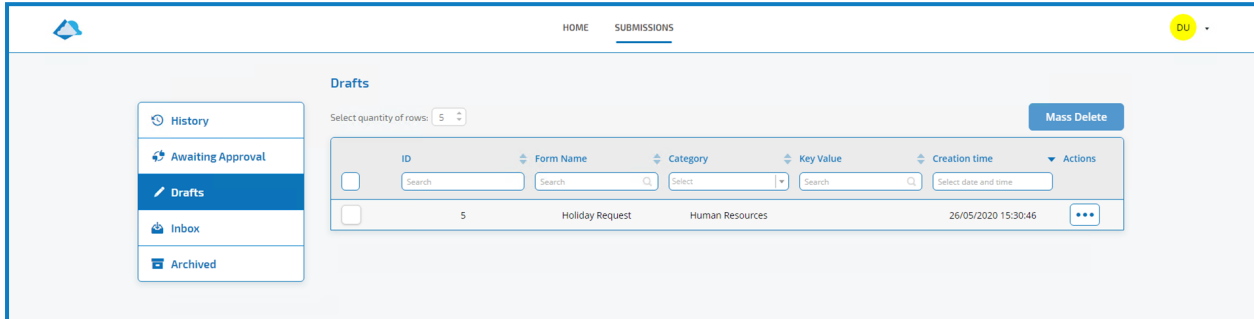 HOME SUBMISSIONS DU
Drafts
History
Awaiting Approval
Drafts
Inbox
Archived
Select quantity of rows: 5 Mass Delete
ID Form Name Category Key Value Creation time Actions
Search Search Select Search Select date and time
5 Holiday Request Human Resources 26/05/2020 15:30:46